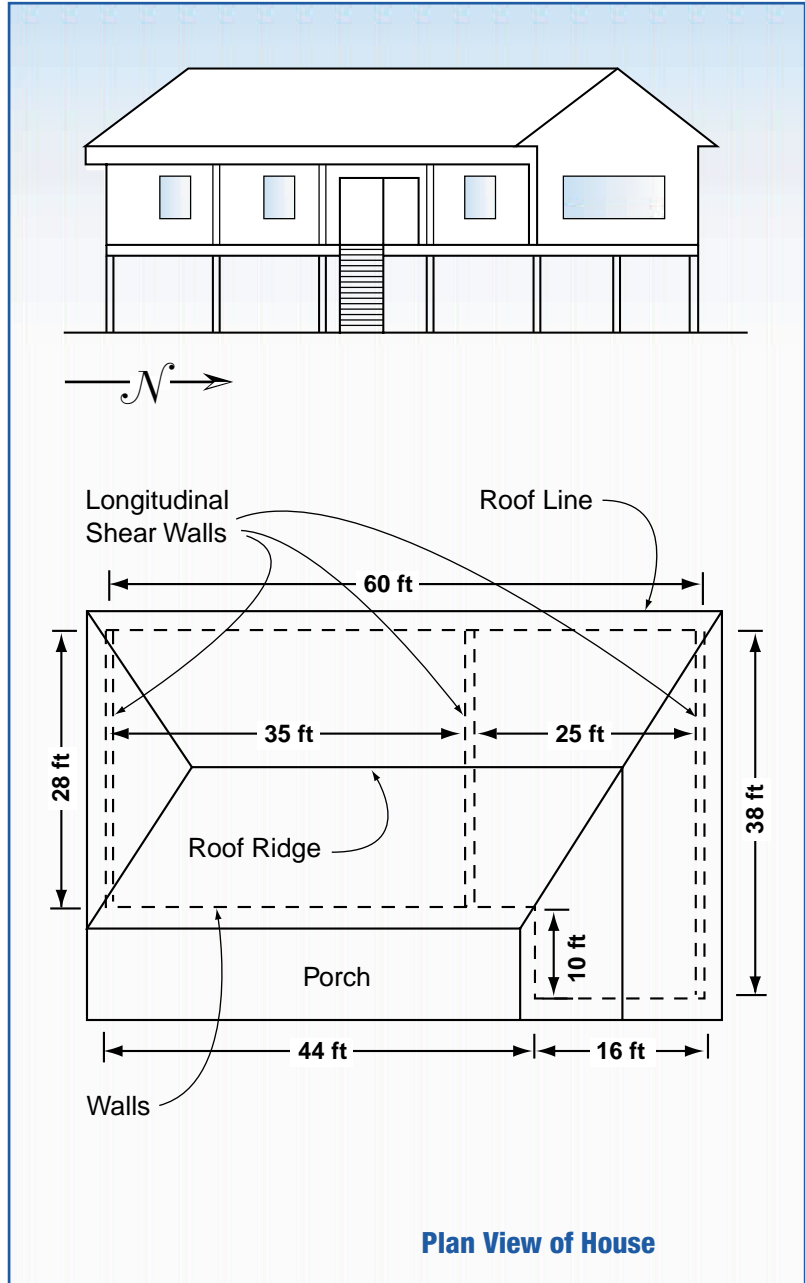 N
Longitudinal
Shear Walls
Roof Line
60 ft
28 ft
35 ft
25 ft
38 ft
Roof Ridge
10 ft
Porch
44 ft
16 ft
Walls
Plan View of House